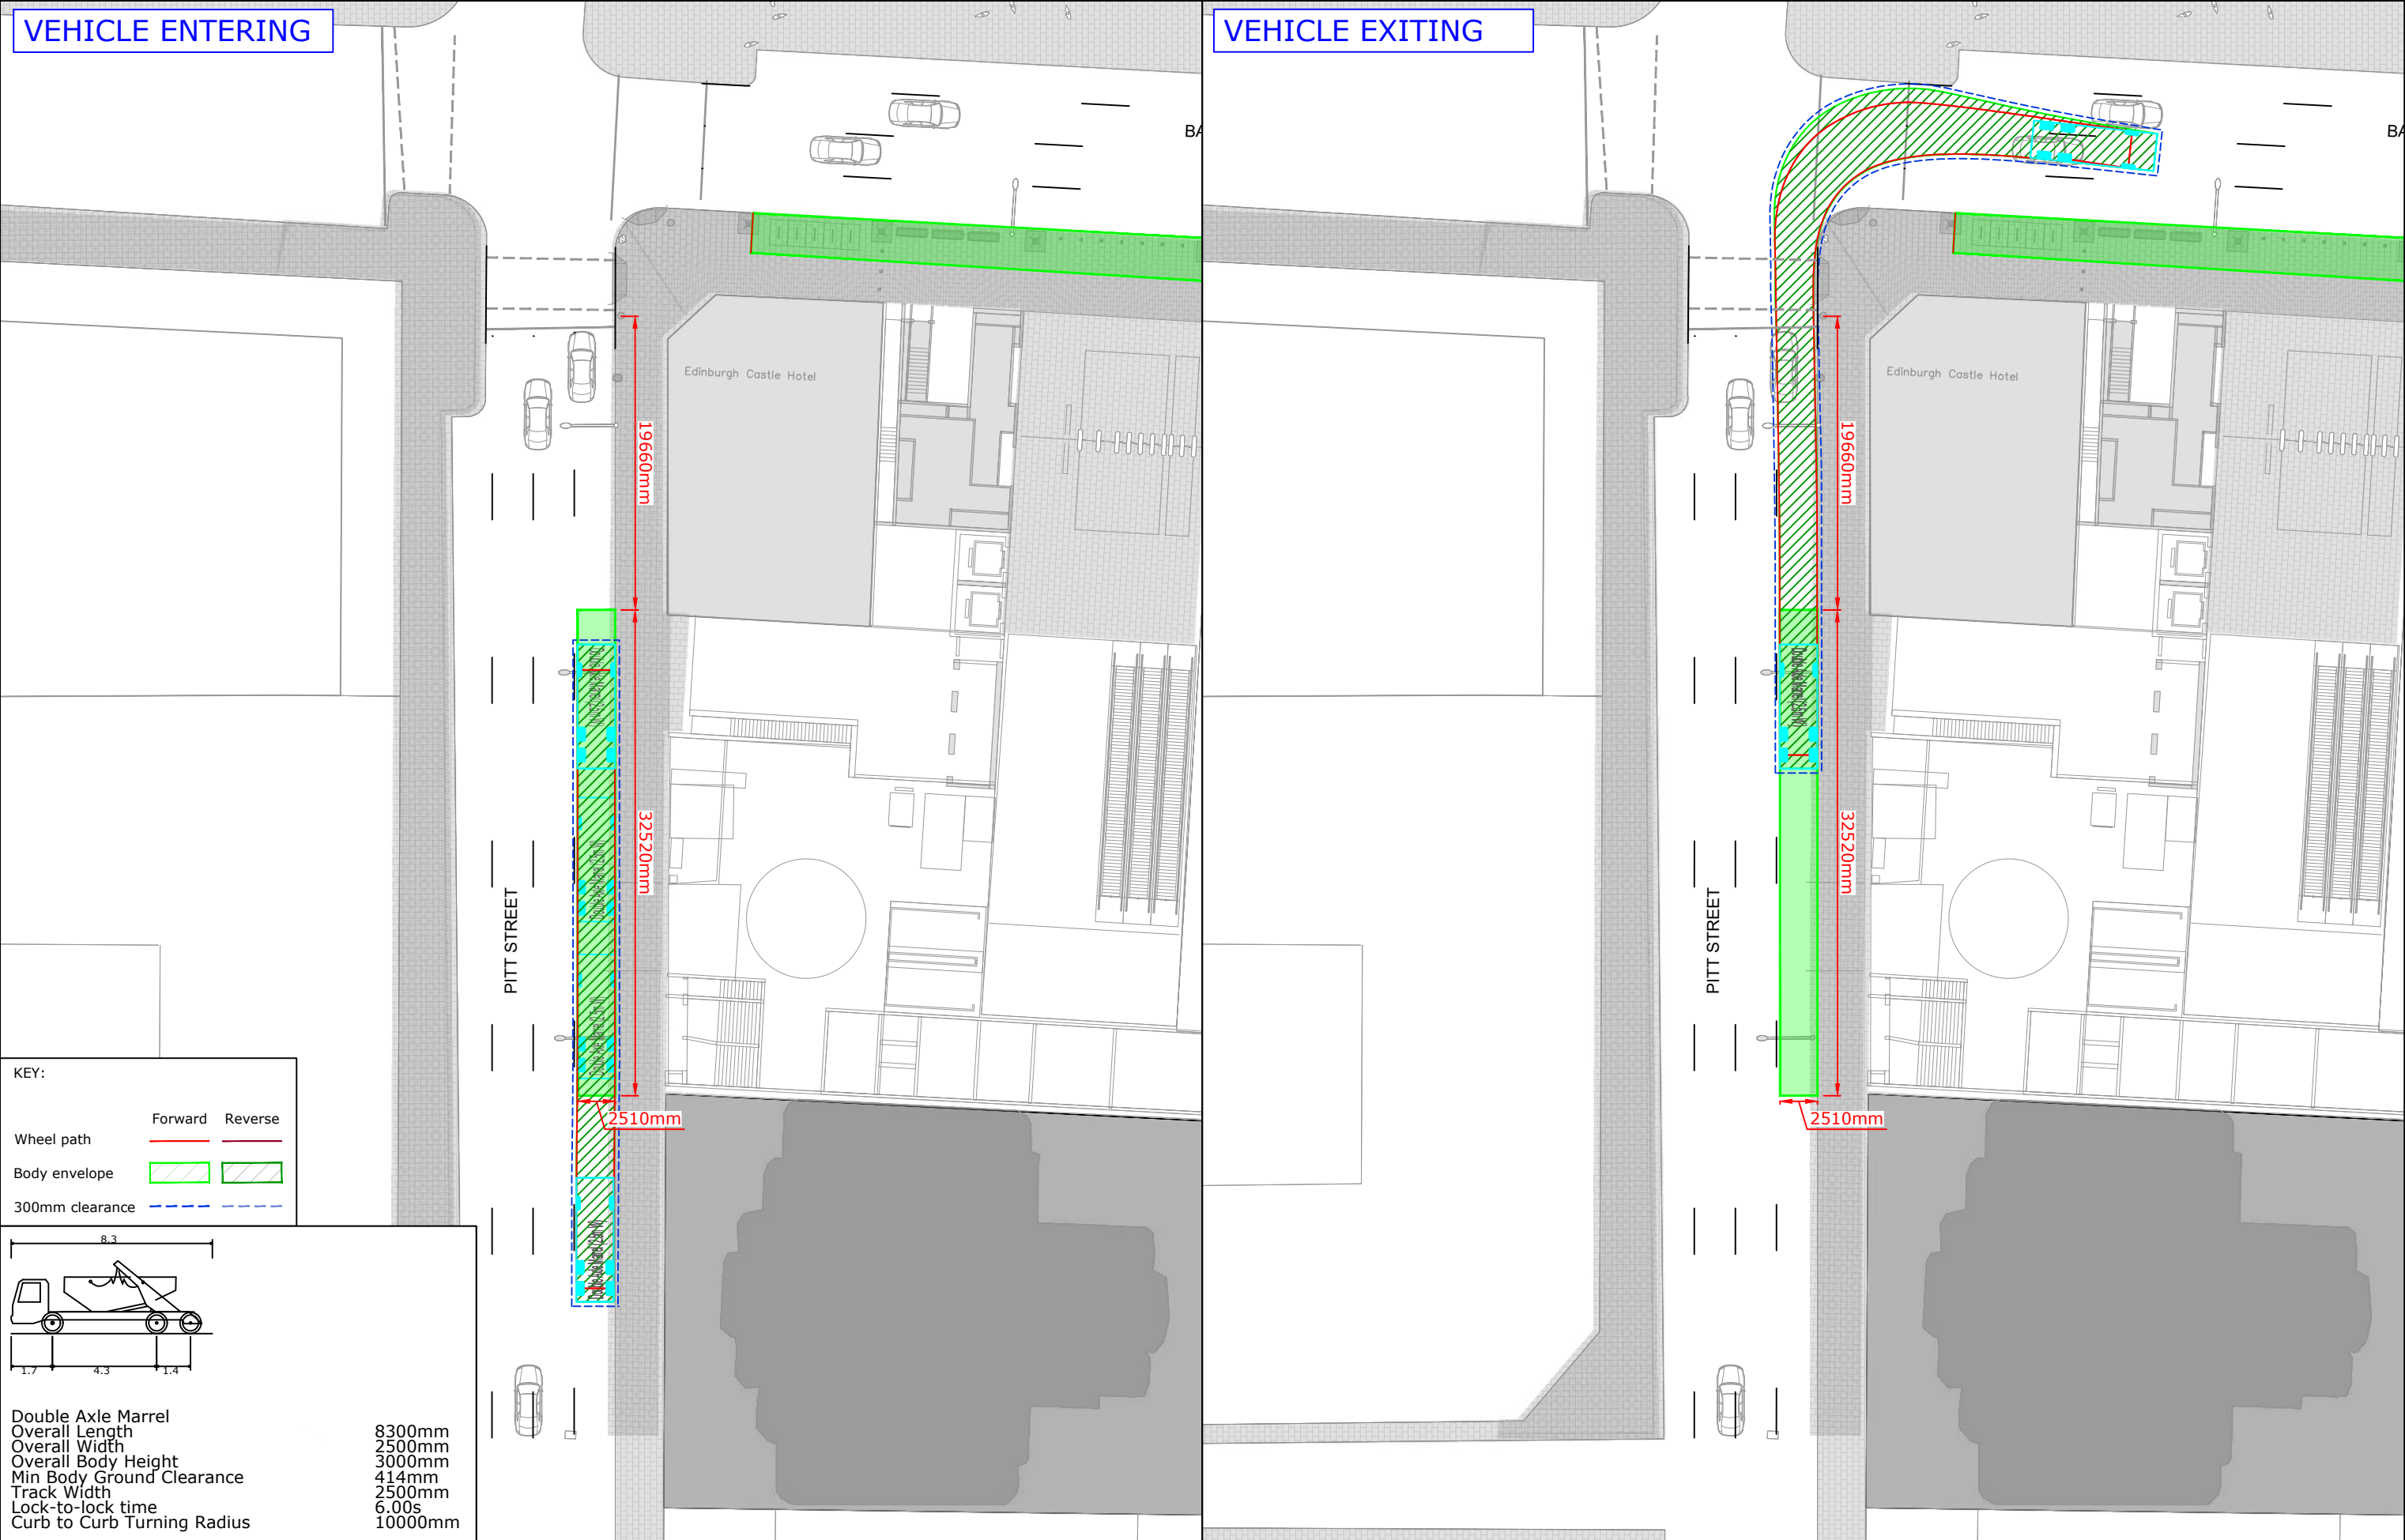 VEHICLE ENTERING
BA
Edinburgh Castle Hotel
19660mm
32520mm
PITT STREET
2510mm
KEY:
Forward Reverse
Wheel path
Body envelope
300mm clearance
8.3
1.7 4.3 1.4
Double Axle Marrel
Overall Length 8300mm
Overall Width 2500mm
Overall Body Height 3000mm
Min Body Ground Clearance 414mm
Track Width 2500mm
Lock-to-lock time 6.00s
Curb to Curb Turning Radius 10000mm
VEHICLE EXITING
BA
Edinburgh Castle Hotel
19660mm
32520mm
PITT STREET
2510mm